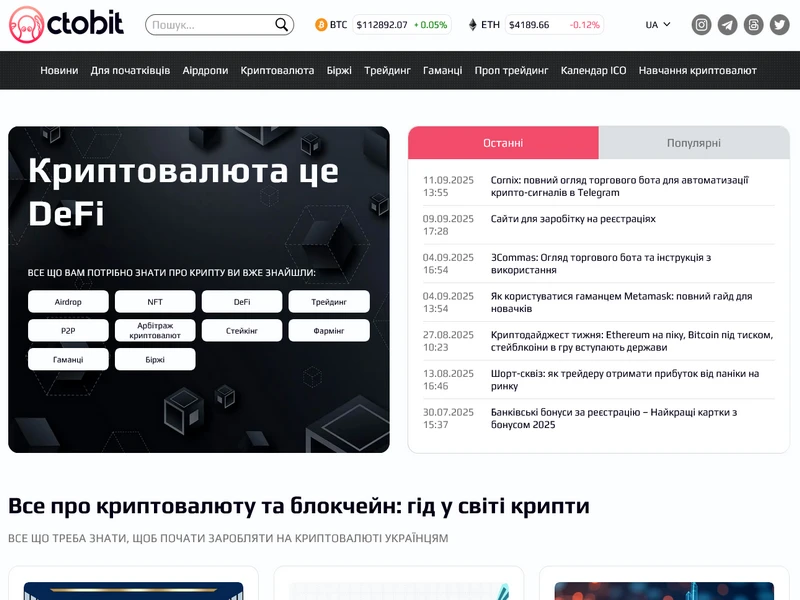 ctobit
Пошук...
BTC $112892.07 +0.05%
ETH $4189.66 -0.12%
UA
Новини Для початківців Аірдропи Криптовалюта Біржі Трейдинг Гаманці Проп трейдинг Календар ICO Навчання криптовалют
Криптовалюта це
DeFi
ВСЕ ЩО ВАМ ПОТРІБНО ЗНАТИ ПРО КРИПТУ ВИ ВЖЕ ЗНАЙШЛИ:
Airdrop NFT DeFi Трейдинг
P2P Арбітраж криптовалют Стейкінг Фармінг
Гаманці Біржі
Останні Популярні
11.09.2025 Cornix: повний огляд торгового бота для автоматизації
13:55 крипто-сигналів в Telegram
09.09.2025 Сайти для заробітку на реєстраціях
17:28
04.09.2025 3Commas: Огляд торгового бота та інструкція з
16:54 використання
04.09.2025 Як користуватися гаманцем Metamask: повний гайд для
13:54 новачків
27.08.2025 Криптодайджест тижня: Ethereum на піку, Bitcoin під тиском,
10:23 стейблкоїни в гру вступають держави
13.08.2025 Шорт-сквіз: як трейдеру отримати прибуток від паніки на
16:46 ринку
30.07.2025 Банківські бонуси за реєстрацію – Найкращі картки з
15:37 бонусом 2025
Все про криптовалюту та блокчейн: гід у світі крипти
ВСЕ ЩО ТРЕБА ЗНАТИ, ЩОБ ПОЧАТИ ЗАРОБЛЯТИ НА КРИПТОВАЛЮТІ УКРАЇНЦЯМ